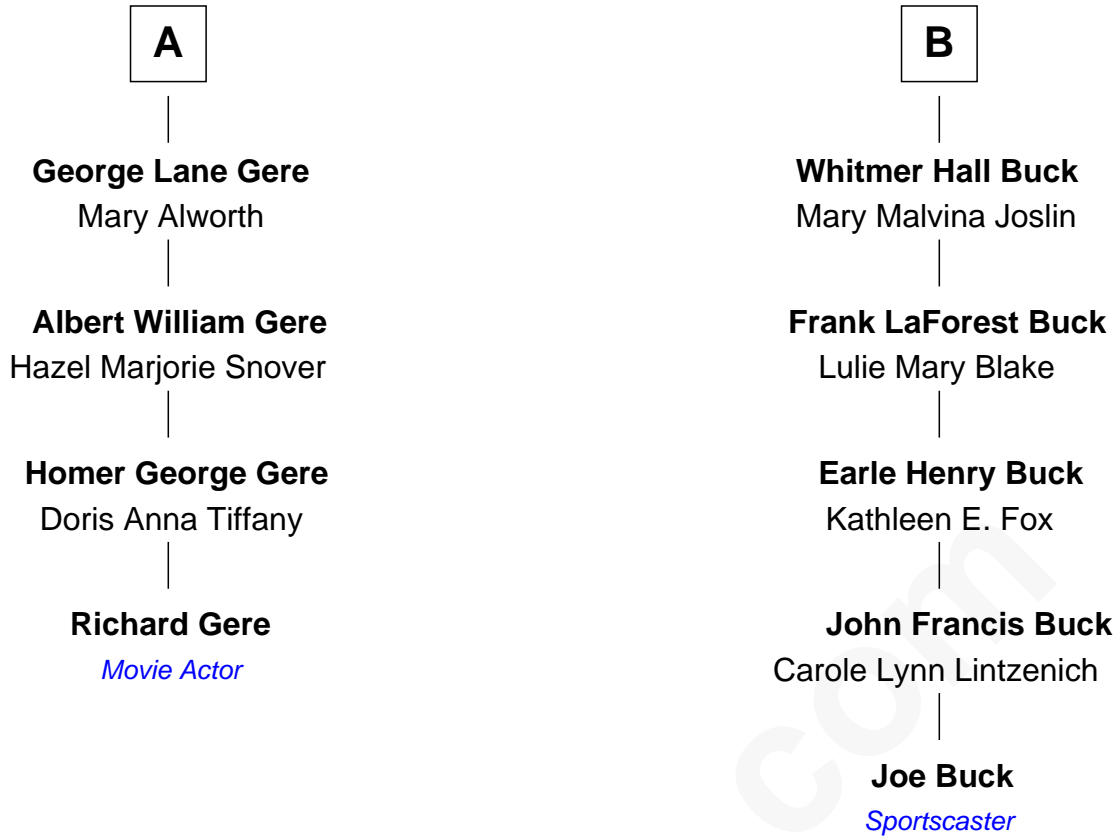 A
George Lane Gere
Mary Alworth
Albert William Gere
Hazel Marjorie Snover
Homer George Gere
Doris Anna Tiffany
Richard Gere
Movie Actor
B
Whitmer Hall Buck
Mary Malvina Joslin
Frank LaForest Buck
Lulie Mary Blake
Earle Henry Buck
Kathleen E. Fox
John Francis Buck
Carole Lynn Lintzenich
Joe Buck
Sportscaster
com